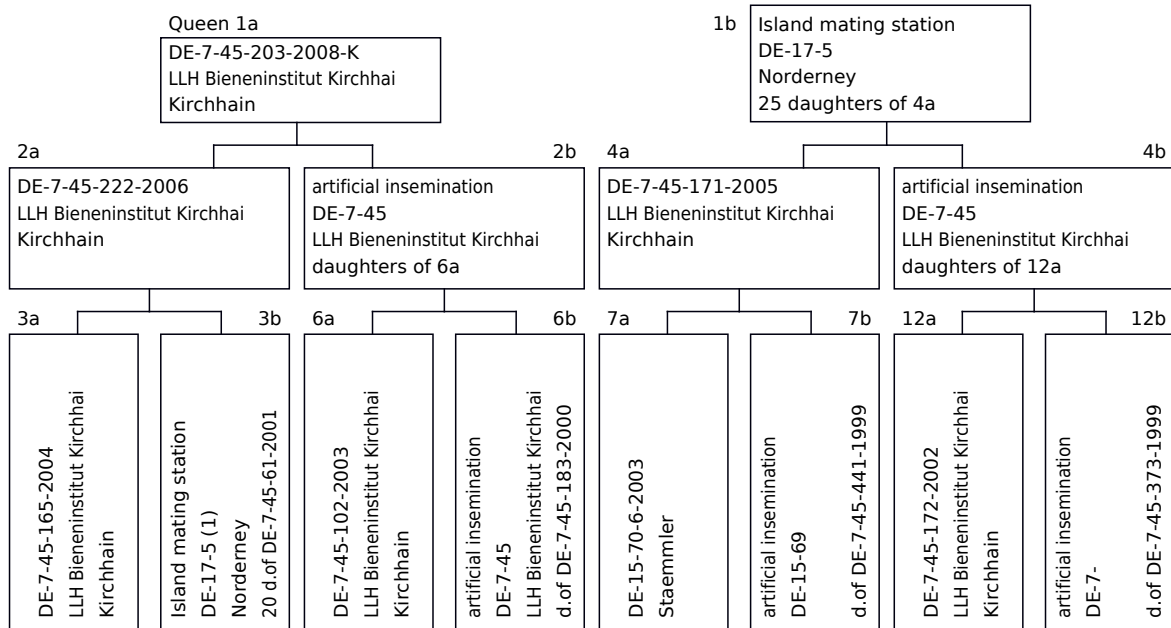 Queen 1a
DE-7-45-203-2008-K
LLH Bieneninstitut Kirchhai
Kirchhain
1b
Island mating station
DE-17-5
Norderney
25 daughters of 4a
2a
DE-7-45-222-2006
LLH Bieneninstitut Kirchhai
Kirchhain
2b
artificial insemination
DE-7-45
LLH Bieneninstitut Kirchhai
daughters of 6a
4a
DE-7-45-171-2005
LLH Bieneninstitut Kirchhai
Kirchhain
4b
artificial insemination
DE-7-45
LLH Bieneninstitut Kirchhai
daughters of 12a
3a
DE-7-45-165-2004
LLH Bieneninstitut Kirchhai
Kirchhain
3b
Island mating station
DE-17-5 (1)
Norderney
20 d.of DE-7-45-61-2001
6a
DE-7-45-102-2003
LLH Bieneninstitut Kirchhai
Kirchhain
6b
artificial insemination
DE-7-45
LLH Bieneninstitut Kirchhai
d.of DE-7-45-183-2000
7a
DE-15-70-6-2003
Staemmler
7b
artificial insemination
DE-15-69
d.of DE-7-45-441-1999
12a
DE-7-45-172-2002
LLH Bieneninstitut Kirchhai
Kirchhain
12b
artificial insemination
DE-7-
d.of DE-7-45-373-1999